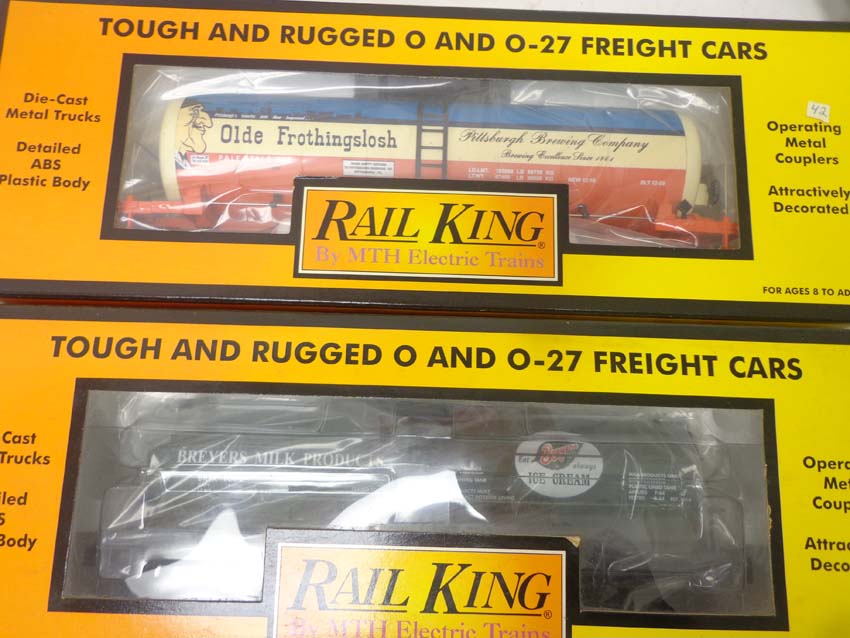 TOUGH AND RUGGED O AND O-27 FREIGHT CARS
Die-Cast
Metal Trucks
Detailed
ABS
Plastic Body
Olde Frothingslosh
Pittsburgh Brewing Company
Brewing Excellence Since 1861
42
Operating
Metal
Couplers
Attractively
Decorated
RAIL KING®
By MTH Electric Trains
FOR AGES 8 TO AD
TOUGH AND RUGGED O AND O-27 FREIGHT CARS
Cast
Trucks
iled
S
Body
BREYERS MILK PRODUCTS
Eat
always
ICE CREAM
Opera
Me
Coup
Attrac
Deco
RAIL KING®
By MTH Electric Trains